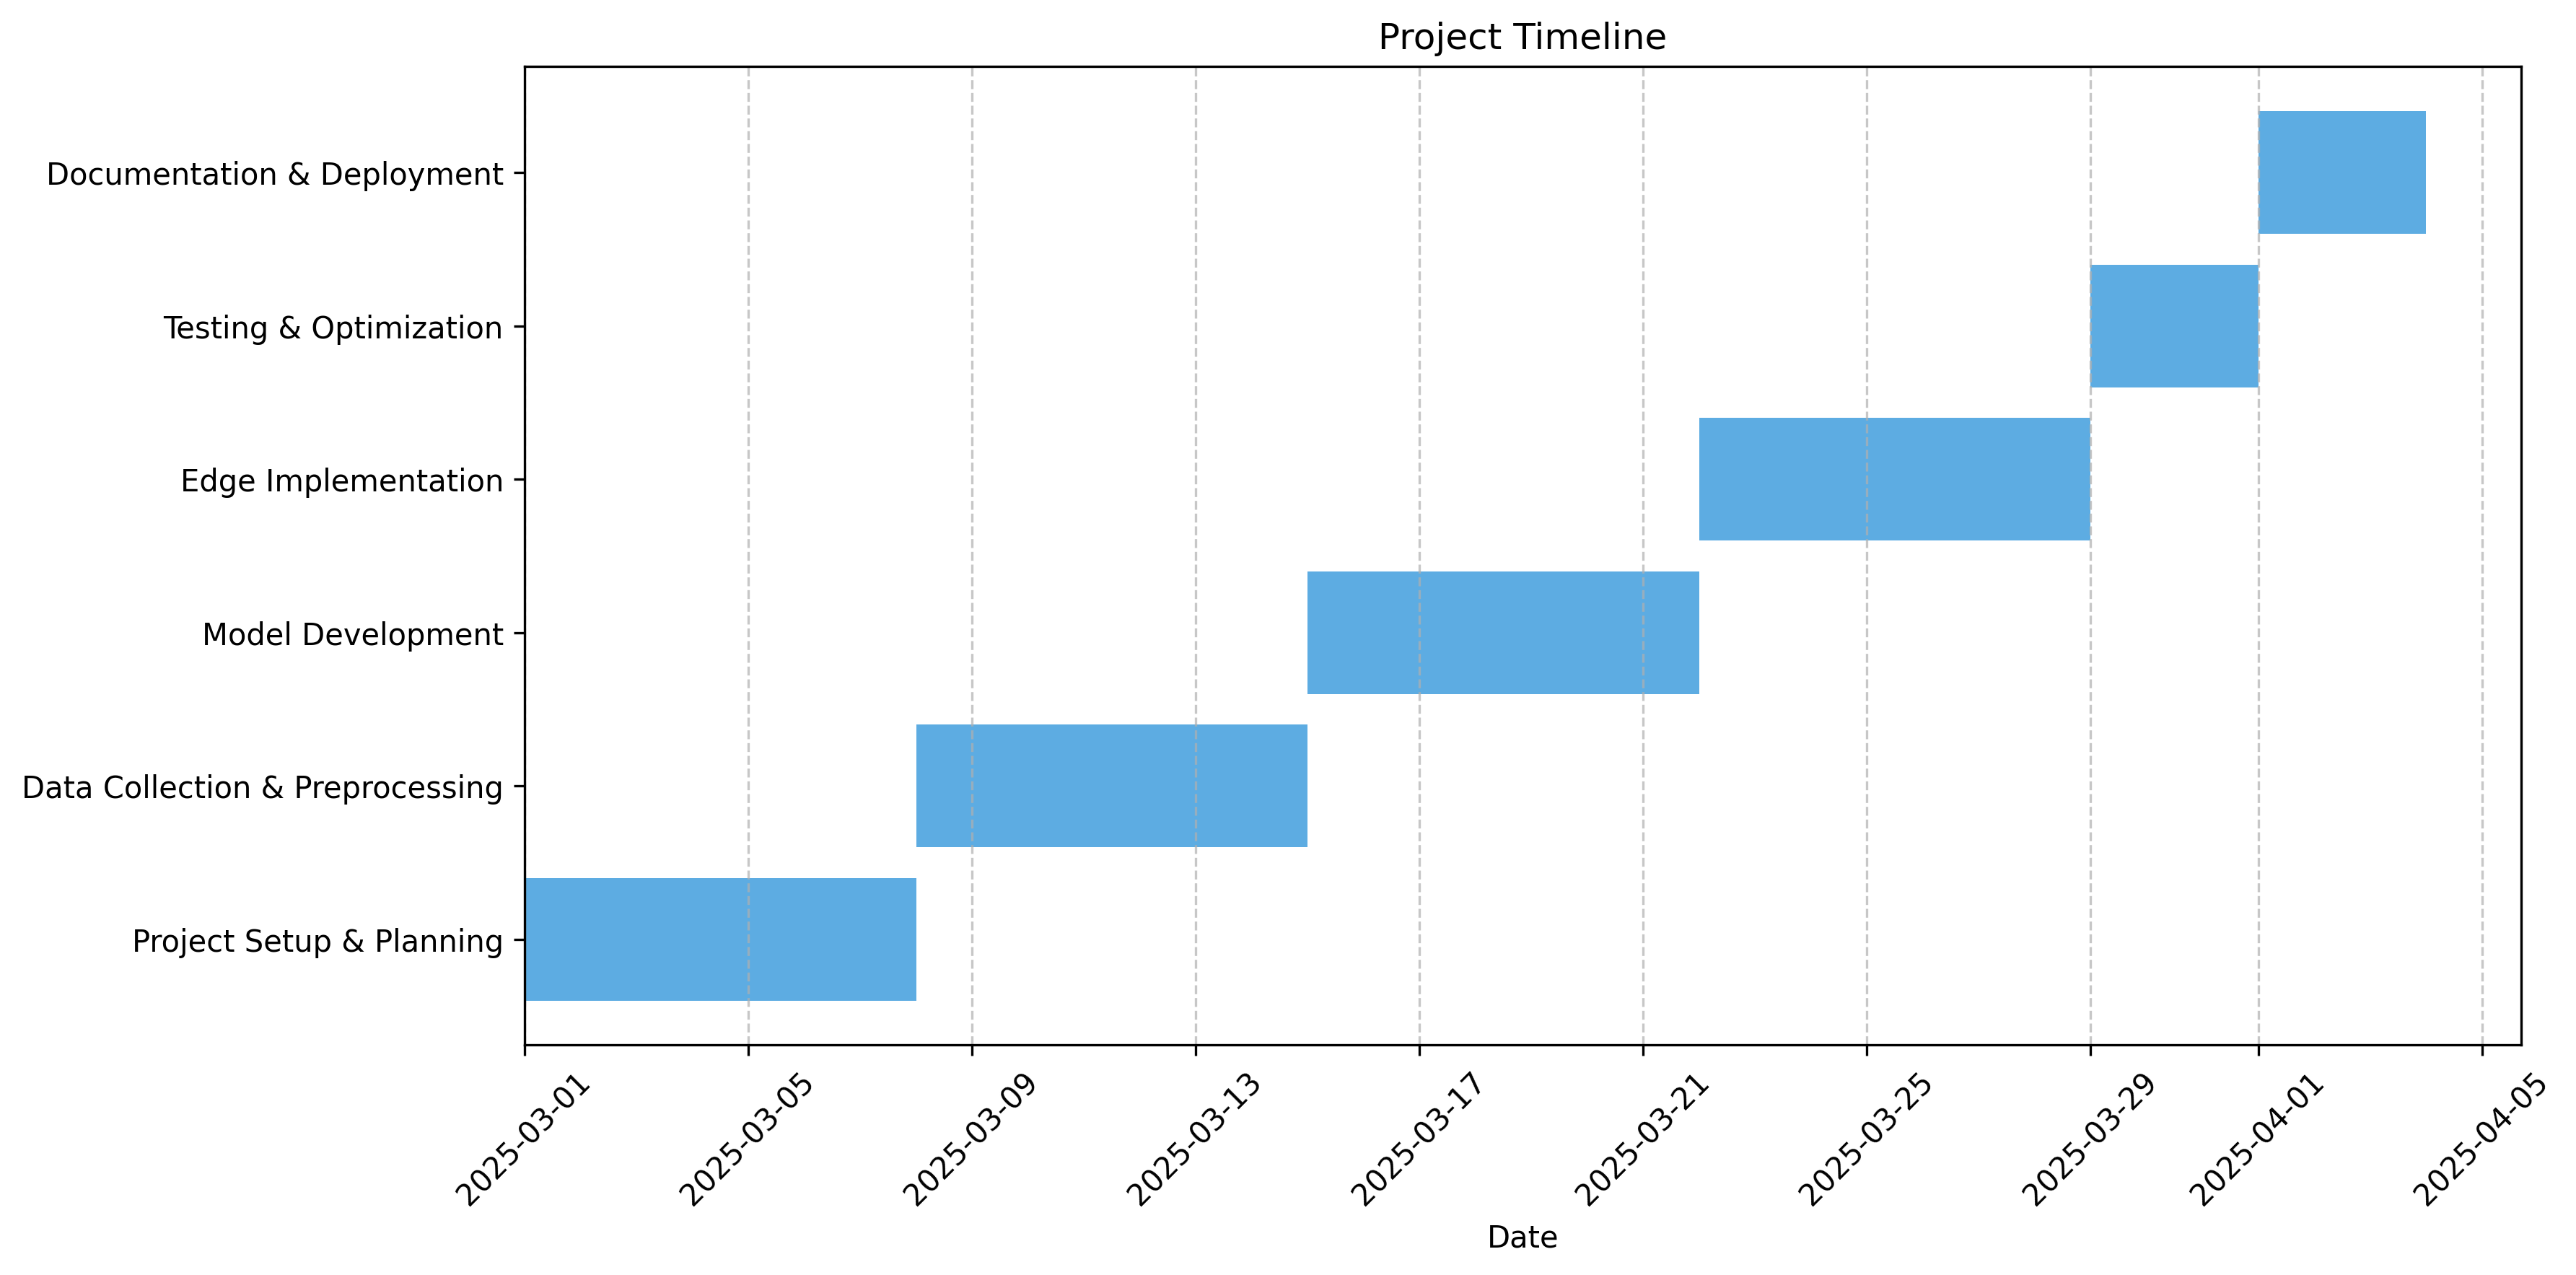 Project Timeline
Documentation & Deployment
Testing & Optimization
Edge Implementation
Model Development
Data Collection & Preprocessing
Project Setup & Planning
2025-03-01
2025-03-05
2025-03-09
2025-03-13
2025-03-17
2025-03-21
2025-03-25
2025-03-29
2025-04-01
2025-04-05
Date